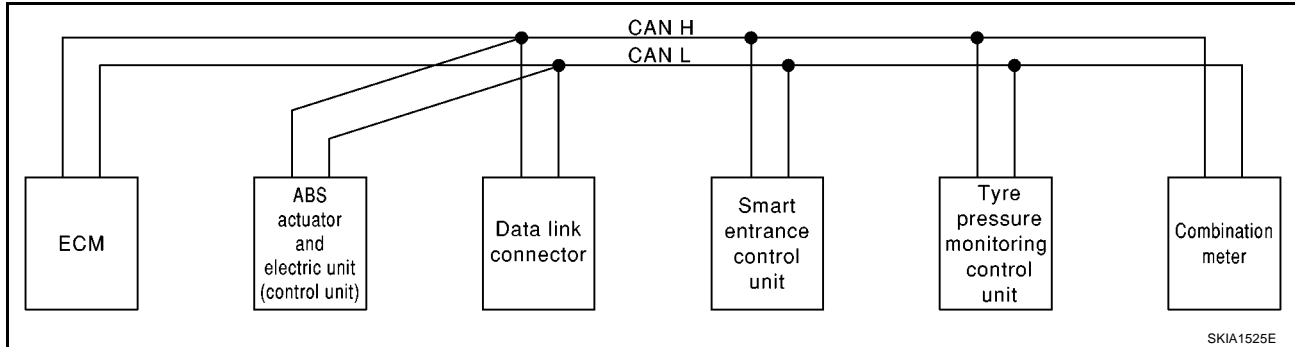 CAN H
CAN L
ECM
ABS
actuator
and
electric unit
(control unit)
Data link
connector
Smart
entrance
control
unit
Tyre
pressure
monitoring
control
unit
Combination
meter
SKIA1525E